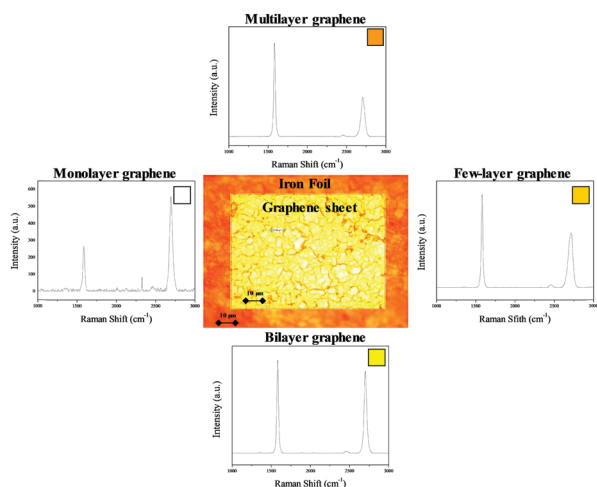 Multilayer graphene
Intensity (a.u.)
1000
1500
2000
2500
3000
Raman Shift (cm⁻¹)
Monolayer graphene
Intensity (a.u.)
600
500
400
300
200
100
0
1000
1500
2000
2500
3000
Raman Shift (cm⁻¹)
Iron Foil
Graphene sheet
10 µm
10 µm
Few-layer graphene
Intensity (a.u.)
1000
1500
2000
2500
3000
Raman Sfith (cm⁻¹)
Bilayer graphene
Intensity (a.u.)
1000
1500
2000
2500
3000
Raman Shift (cm⁻¹)